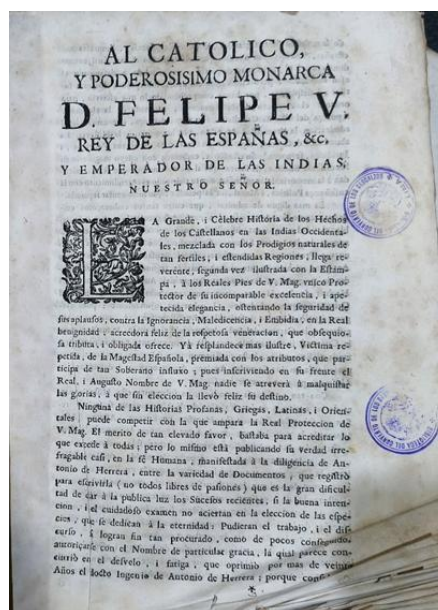 AL CATOLICO,
Y PODEROSISIMO MONARCA
D. FELIPE V.
REY DE LAS ESPAÑAS, &c.
Y EMPERADOR DE LAS INDIAS,
NUESTRO SEÑOR.
LA Grande, i Cèlebre Historia de los Hechos
de los Castellanos en las Indias Occidenta-
les, mezclada con los Prodigios naturales de
tan fertiles, i estendidas Regiones, llega re-
verente, segunda vez ilustrada con la Estam-
pa, à los Reales Pies de V. Mag. vnico Pro-
tector de su incomparable excelencia, i ape-
tecida elegancia, ostentando la seguridad de
sus aplausos, contra la Ignorancia, Maledicencia, i Embidia, en la Real
benignidad, acreedora feliz de la respetosa veneracion, que obsequio-
sa tributa, i obligada ofrece. Yà resplandece mas ilustre, Victima re-
petida, de la Magestad Española, premiada con los atributos, que par-
ticipa de tan Soberano influxo; pues inscriviendo en su frente el
Real, i Augusto Nombre de V. Mag. nadie se atreverà à malquistar
las glorias, à que sin eleccion la llevò feliz su destino.
Ninguna de las Historias Profanas, Griegas, Latinas, i Orien-
tales, puede competir con la que ampara la Real Proteccion de
V. Mag. El merito de tan elevado favor, bastaba para acreditar lo
que excede à todas; pero lo mismo està publicando su verdad irre-
fragable casi, en la fè Humana, manifestada à la diligencia de An-
tonio de Herrera, entre la variedad de Documentos, que registrò
para escrivirla (no todos libres de pasiones) que es la gran dificul-
tad de dàr à la publica luz los Sucesos recientes, si la buena inten-
cion, i el cuidadoso examen no aciertan en la eleccion de las espe-
cies, que se dedican à la eternidad: Pudieran el trabajo, i el dis-
curso, à lograr fin tan procurado, como de pocos conseguido,
autoriçarse con el Nombre de particular gracia, la qual parece con-
currió en el desvelo, i fatiga, que oprimiò por mas de veinte
Años el docto Ingenio de Antonio de Herrera; porque